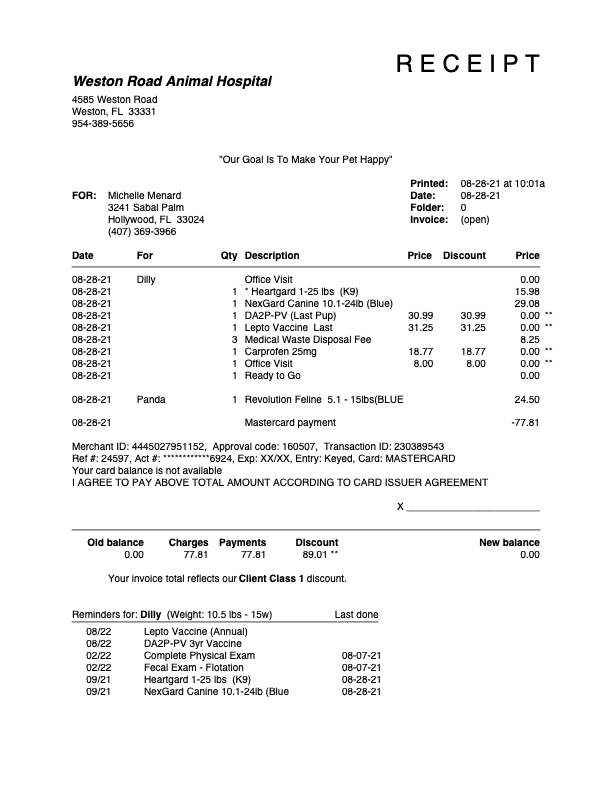 RECEIPT
Weston Road Animal Hospital
4585 Weston Road
Weston, FL 33331
954-389-5656
"Our Goal Is To Make Your Pet Happy"
Printed: 08-28-21 at 10:01a
FOR: Michelle Menard Date: 08-28-21
3241 Sabal Palm Folder: 0
Hollywood, FL 33024 Invoice: (open)
(407) 369-3966
Date For Qty Description Price Discount Price
08-28-21 Dilly Office Visit 0.00
08-28-21 1 * Heartgard 1-25 lbs (K9) 15.98
08-28-21 1 NexGard Canine 10.1-24lb (Blue) 29.08
08-28-21 1 DA2P-PV (Last Pup) 30.99 30.99 0.00 **
08-28-21 1 Lepto Vaccine Last 31.25 31.25 0.00 **
08-28-21 3 Medical Waste Disposal Fee 8.25
08-28-21 1 Carprofen 25mg 18.77 18.77 0.00 **
08-28-21 1 Office Visit 8.00 8.00 0.00 **
08-28-21 1 Ready to Go 0.00
08-28-21 Panda 1 Revolution Feline 5.1 - 15lbs(BLUE 24.50
08-28-21 Mastercard payment -77.81
Merchant ID: 4445027951152, Approval code: 160507, Transaction ID: 230389543
Ref #: 24597, Act #: ************6924, Exp: XX/XX, Entry: Keyed, Card: MASTERCARD
Your card balance is not available
I AGREE TO PAY ABOVE TOTAL AMOUNT ACCORDING TO CARD ISSUER AGREEMENT
X ________________________
Old balance Charges Payments Discount New balance
0.00 77.81 77.81 89.01 ** 0.00
Your invoice total reflects our Client Class 1 discount.
Reminders for: Dilly (Weight: 10.5 lbs - 15w) Last done
08/22 Lepto Vaccine (Annual)
08/22 DA2P-PV 3yr Vaccine
02/22 Complete Physical Exam 08-07-21
02/22 Fecal Exam - Flotation 08-07-21
09/21 Heartgard 1-25 lbs (K9) 08-28-21
09/21 NexGard Canine 10.1-24lb (Blue 08-28-21